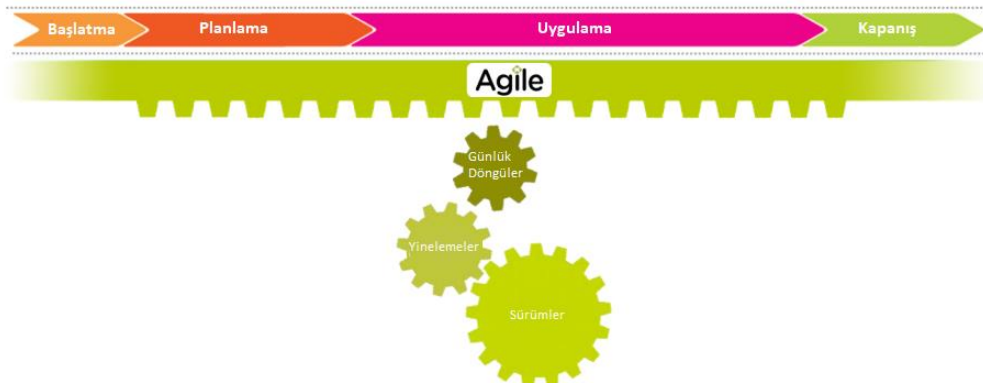 Başlatma
Planlama
Uygulama
Kapanış
Agile
Günlük
Döngüler
Yinelemeler
Sürümler